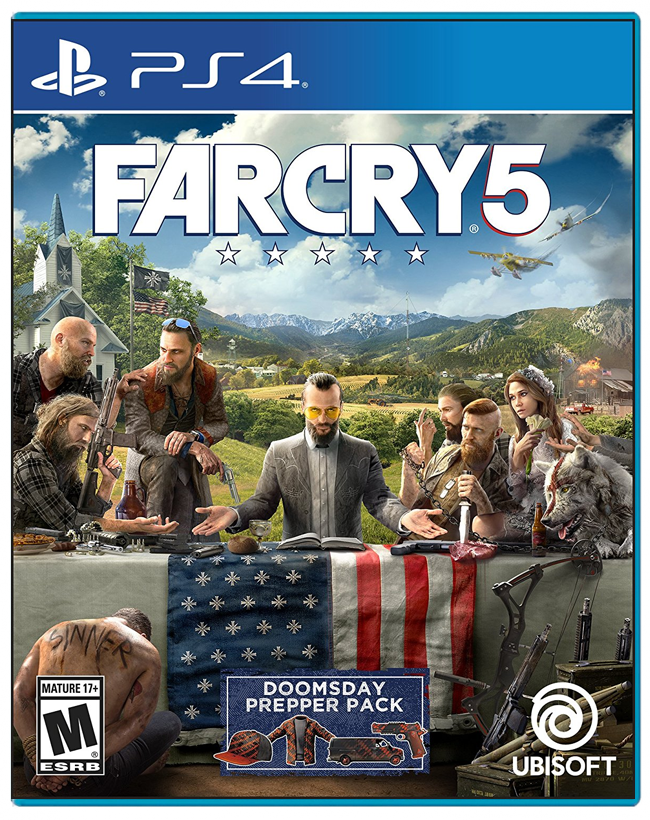 PS4
FARCRY5
SINNER
DOOMSDAY
PREPPER PACK
MATURE 17+
M
ESRB
UBISOFT